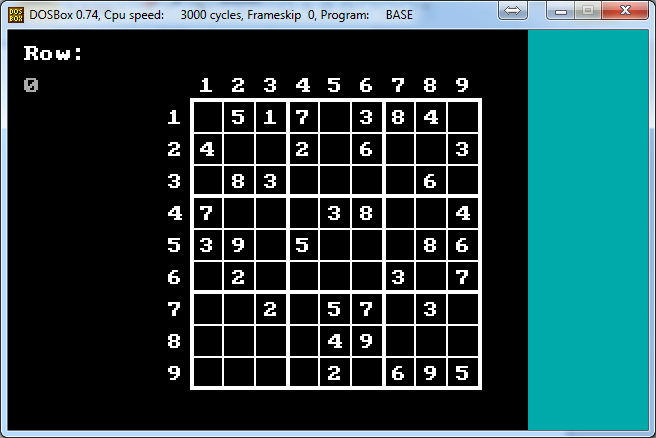 DOS BOX DOSBox 0.74, Cpu speed: 3000 cycles, Frameskip 0, Program: BASE
Row:
0
1 2 3 4 5 6 7 8 9
1 5 1 7 3 8 4
2 4 2 6 3
3 8 3 6
4 7 3 8 4
5 3 9 5 8 6
6 2 3 7
7 2 5 7 3
8 4 9
9 2 6 9 5